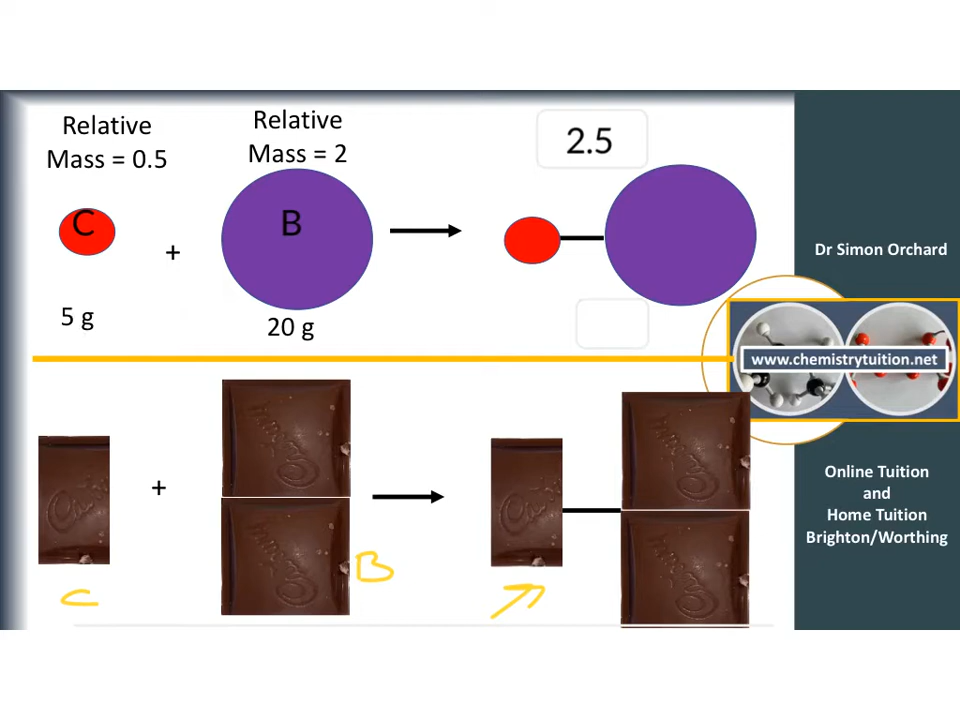 Relative
Mass = 0.5
Relative
Mass = 2
2.5
C
+
B
5 g
20 g
Dr Simon Orchard
www.chemistrytuition.net
+
C
B
Online Tuition
and
Home Tuition
Brighton/Worthing